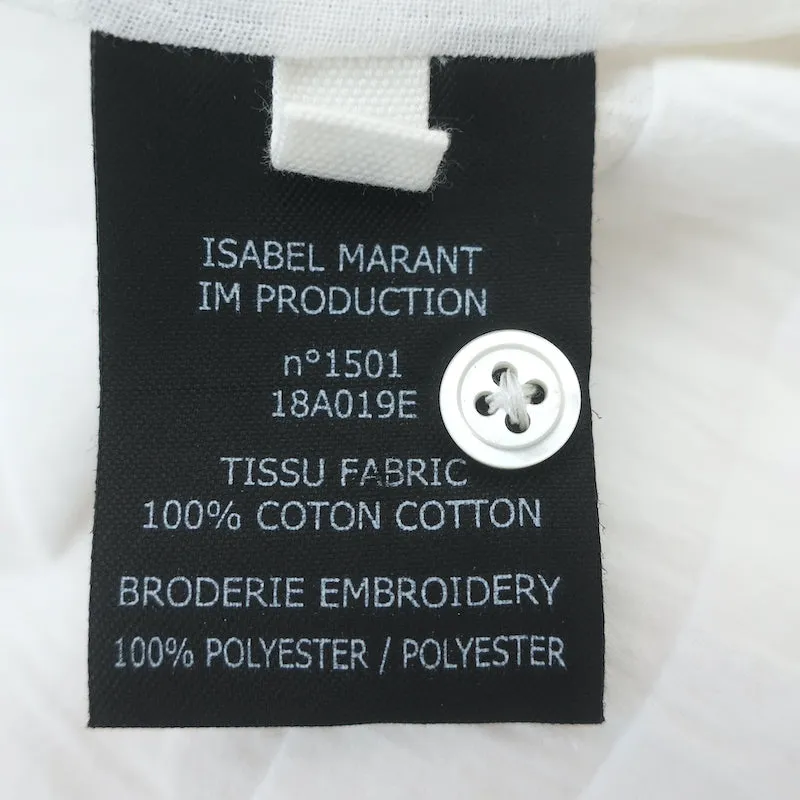 ISABEL MARANT
IM PRODUCTION
n°1501
18A019E
TISSU FABRIC
100% COTON COTTON
BRODERIE EMBROIDERY
100% POLYESTER / POLYESTER